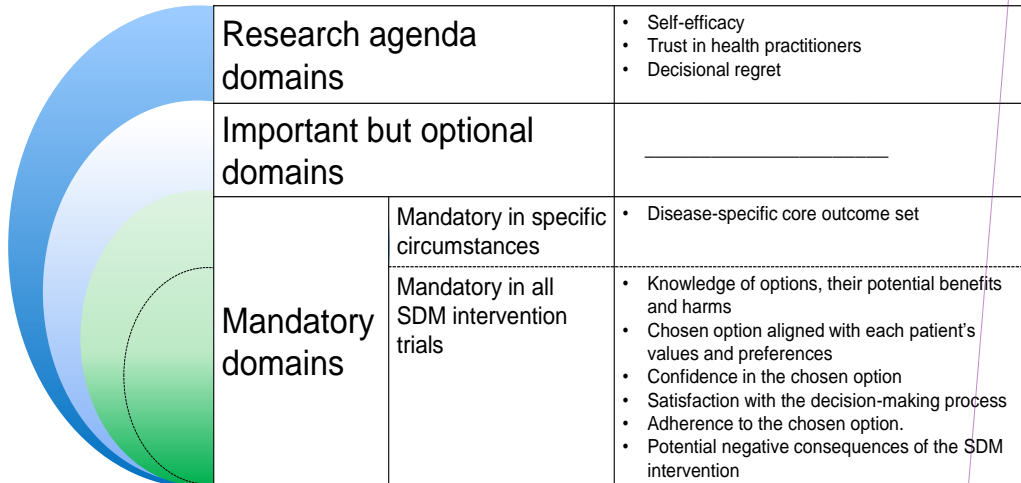 Research agenda
domains
• Self-efficacy
• Trust in health practitioners
• Decisional regret
Important but optional
domains
______________________
Mandatory
domains
Mandatory in specific
circumstances
• Disease-specific core outcome set
Mandatory in all
SDM intervention
trials
• Knowledge of options, their potential benefits
and harms
• Chosen option aligned with each patient's
values and preferences
• Confidence in the chosen option
• Satisfaction with the decision-making process
• Adherence to the chosen option.
• Potential negative consequences of the SDM
intervention